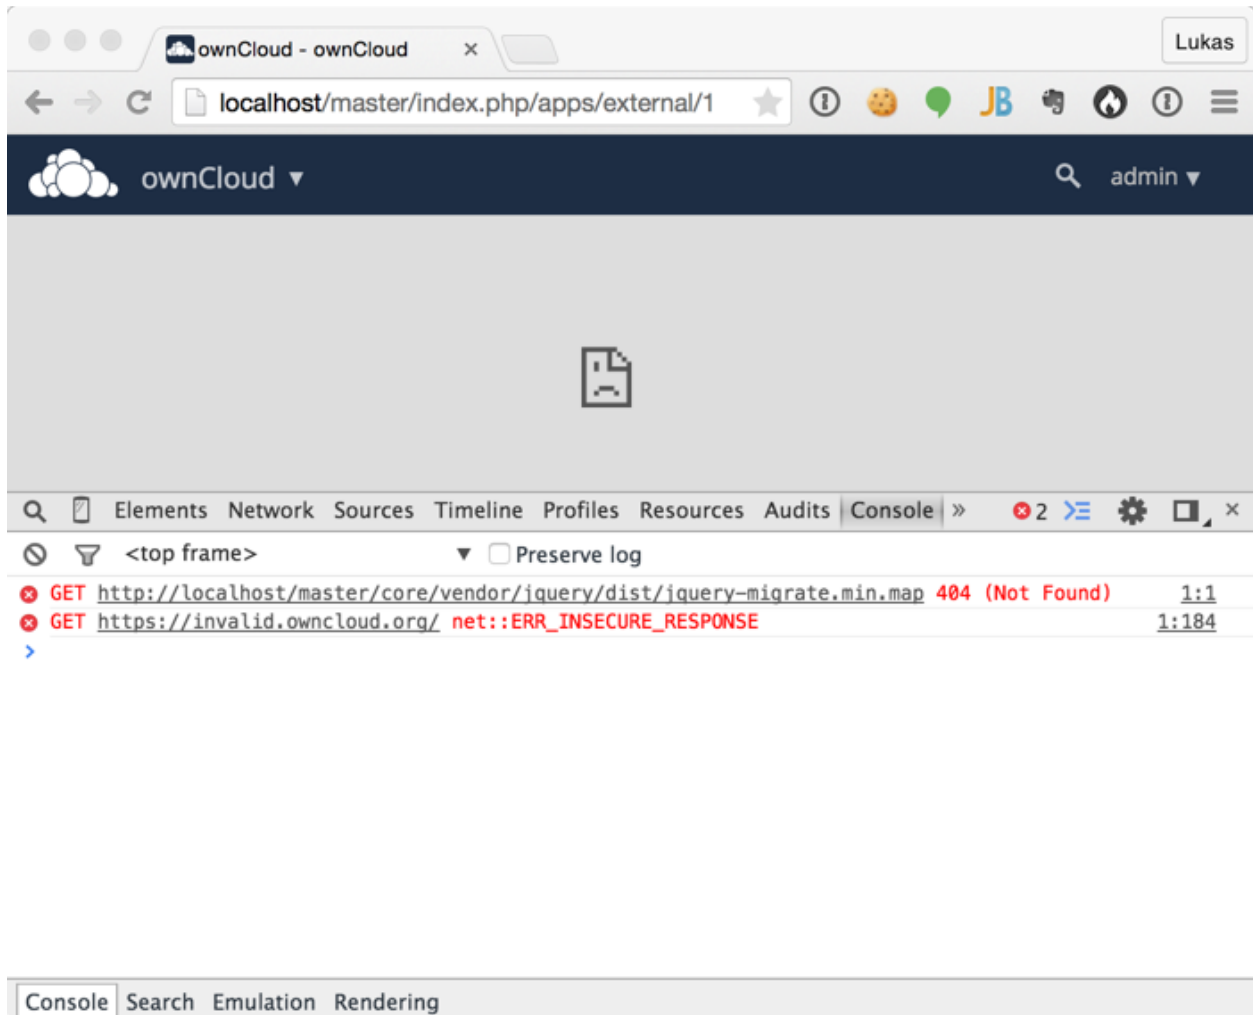 ownCloud - ownCloud ×
Lukas
localhost/master/index.php/apps/external/1
JB
ownCloud ▼ admin ▼
Elements Network Sources Timeline Profiles Resources Audits Console » 2 ×
<top frame> ▼ Preserve log
GET http://localhost/master/core/vendor/jquery/dist/jquery-migrate.min.map 404 (Not Found) 1:1
GET https://invalid.owncloud.org/ net::ERR_INSECURE_RESPONSE 1:184
>
Console Search Emulation Rendering